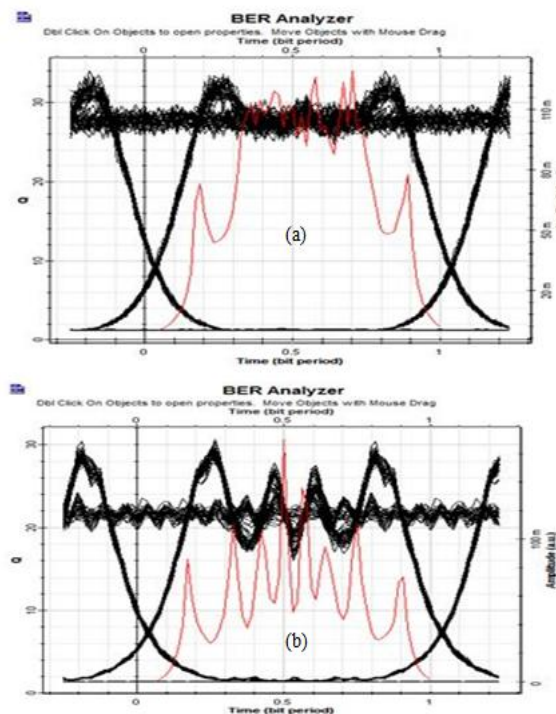 BER Analyzer
Dbl Click On Objects to open properties. Move Objects with Mouse Drag
Time (bit period)
0 0.5 1
30
20
10
0
Q
110 m
80 m
50 m
20 m
(a)
0 0.5 1
Time (bit period)
BER Analyzer
Dbl Click On Objects to open properties. Move Objects with Mouse Drag
Time (bit period)
0 0.5 1
30
20
10
0
Q
100 m
0
Amplitude (a.u.)
(b)
0 0.5 1
Time (bit period)